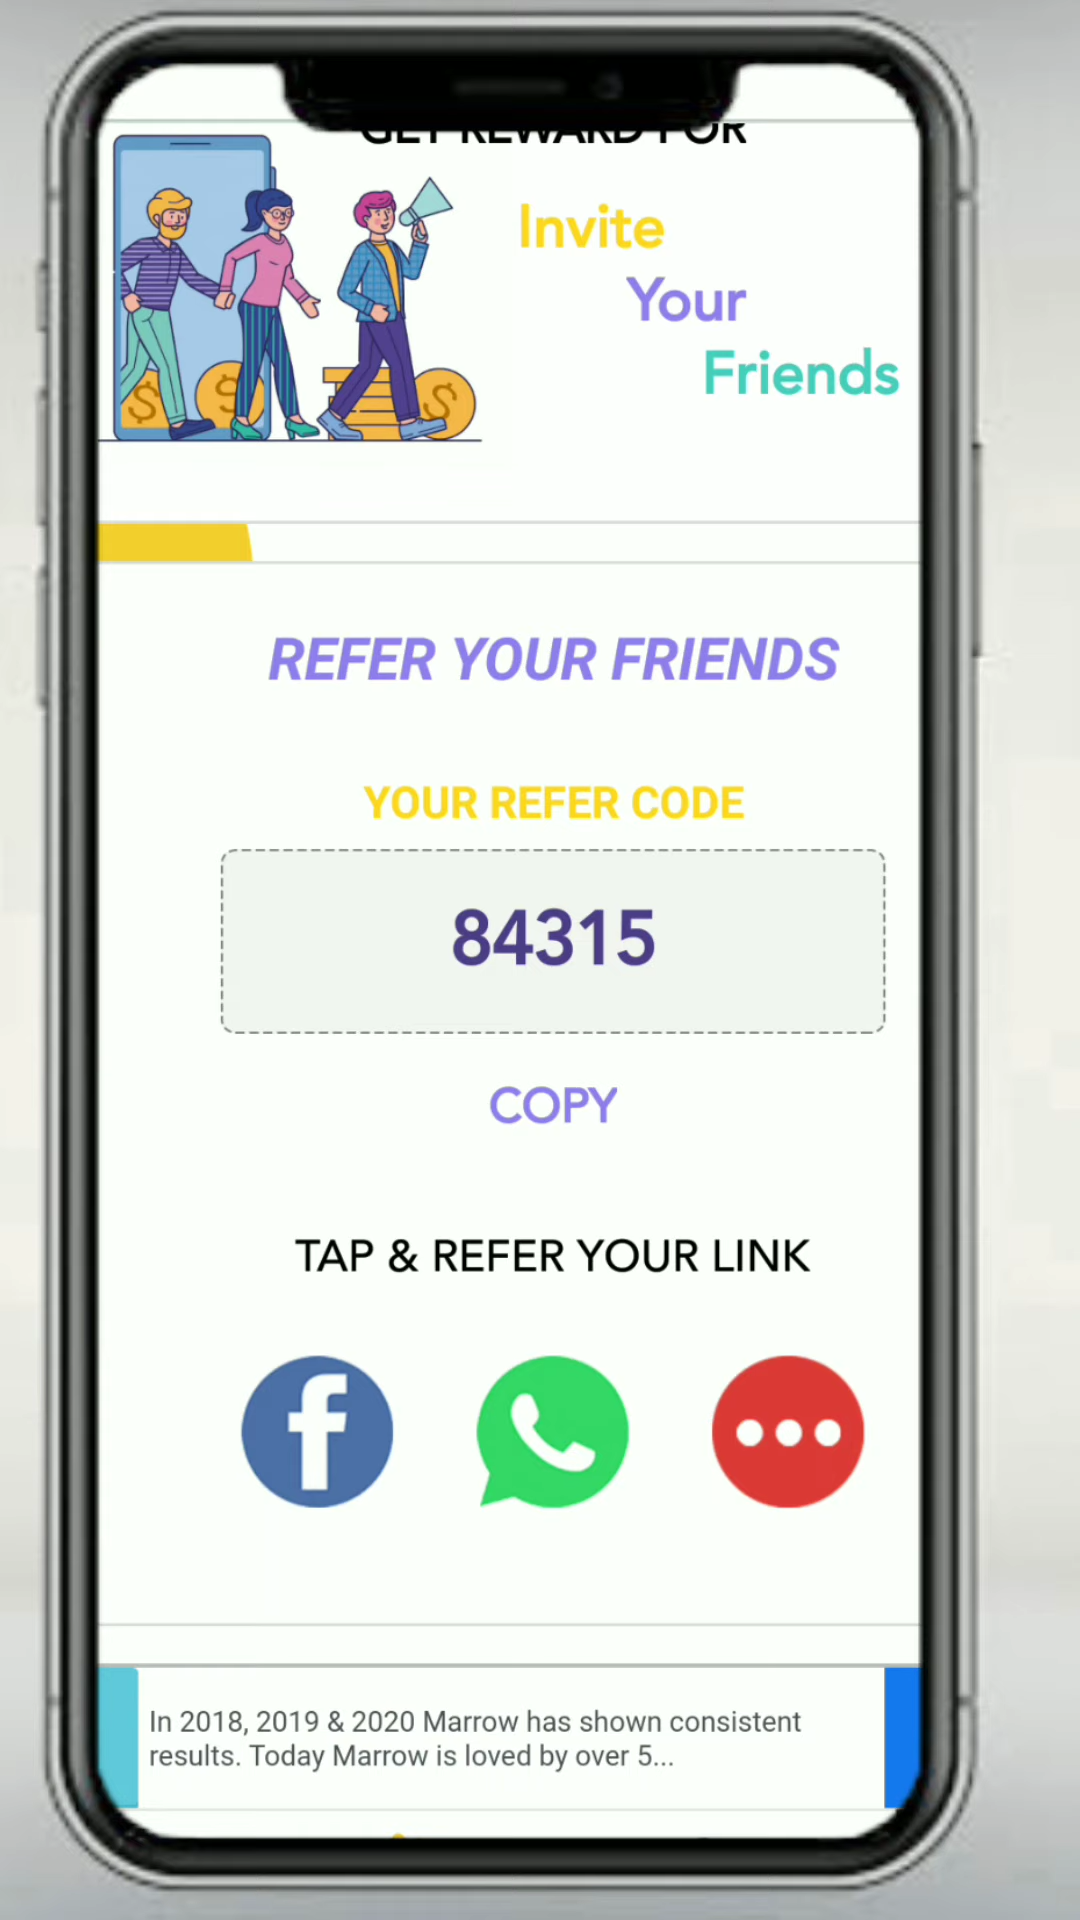 GET REWARD FOR
Invite
Your
Friends
REFER YOUR FRIENDS
YOUR REFER CODE
84315
COPY
TAP & REFER YOUR LINK
In 2018, 2019 & 2020 Marrow has shown consistent
results. Today Marrow is loved by over 5...